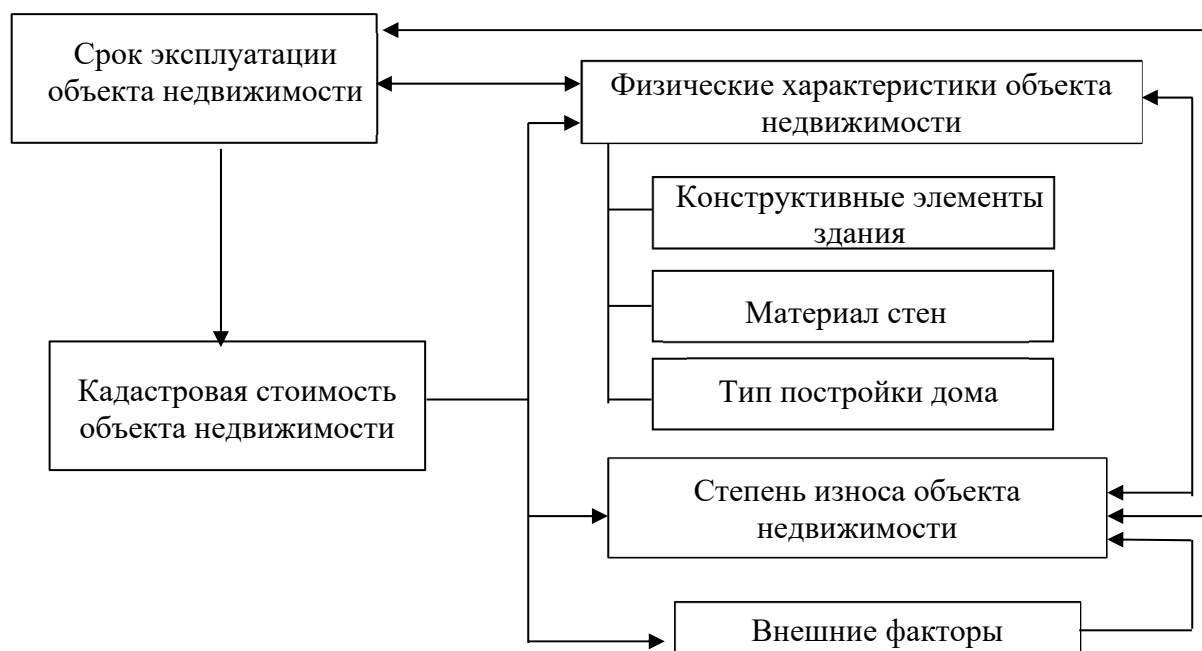 Срок эксплуатации
объекта недвижимости
Физические характеристики объекта
недвижимости
Конструктивные элементы
здания
Материал стен
Тип постройки дома
Кадастровая стоимость
объекта недвижимости
Степень износа объекта
недвижимости
Внешние факторы